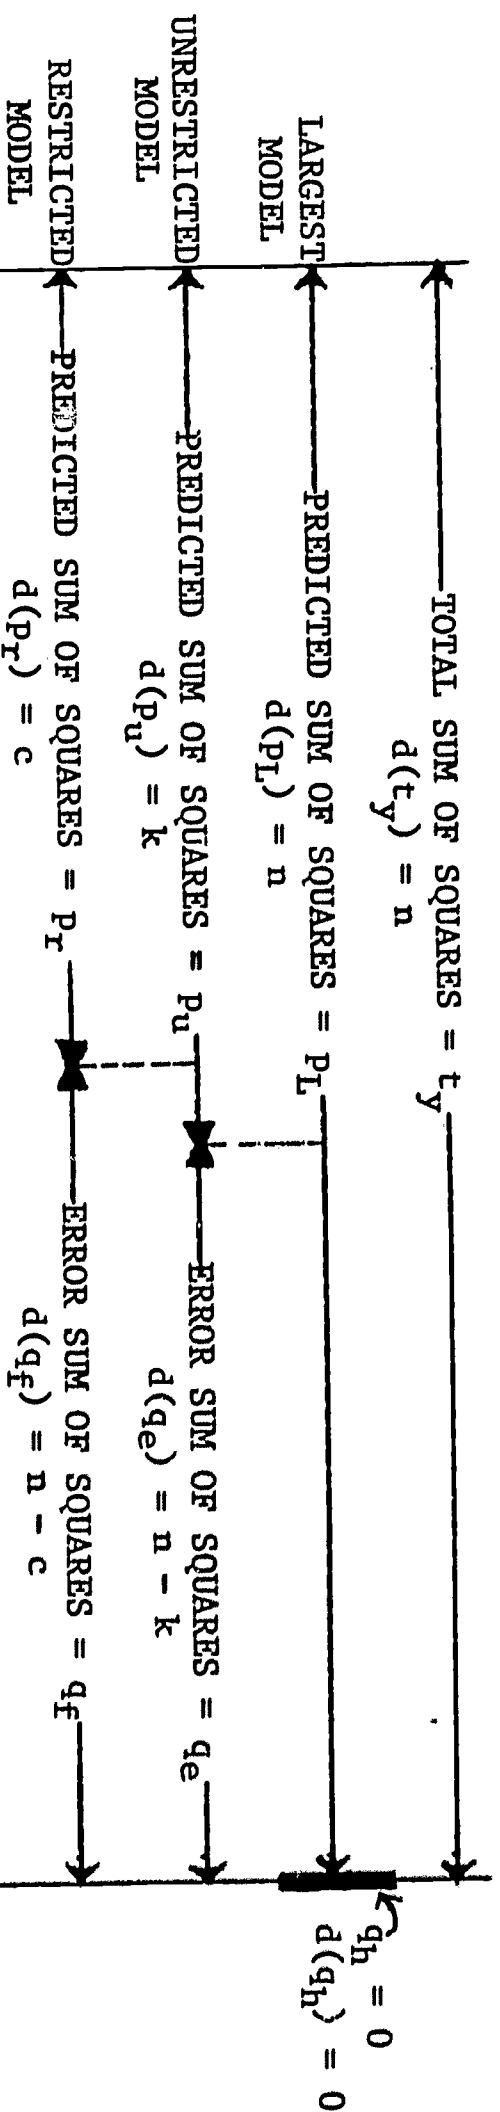 TOTAL SUM OF SQUARES = t_y
d(t_y) = n
LARGEST
MODEL
PREDICTED SUM OF SQUARES = p_L
d(p_L) = n
q_h = 0
d(q_h) = 0
UNRESTRICTED
MODEL
PREDICTED SUM OF SQUARES = p_u
d(p_u) = k
ERROR SUM OF SQUARES = q_e
d(q_e) = n - k
RESTRICTED
MODEL
PREDICTED SUM OF SQUARES = p_r
d(p_r) = c
ERROR SUM OF SQUARES = q_f
d(q_f) = n - c